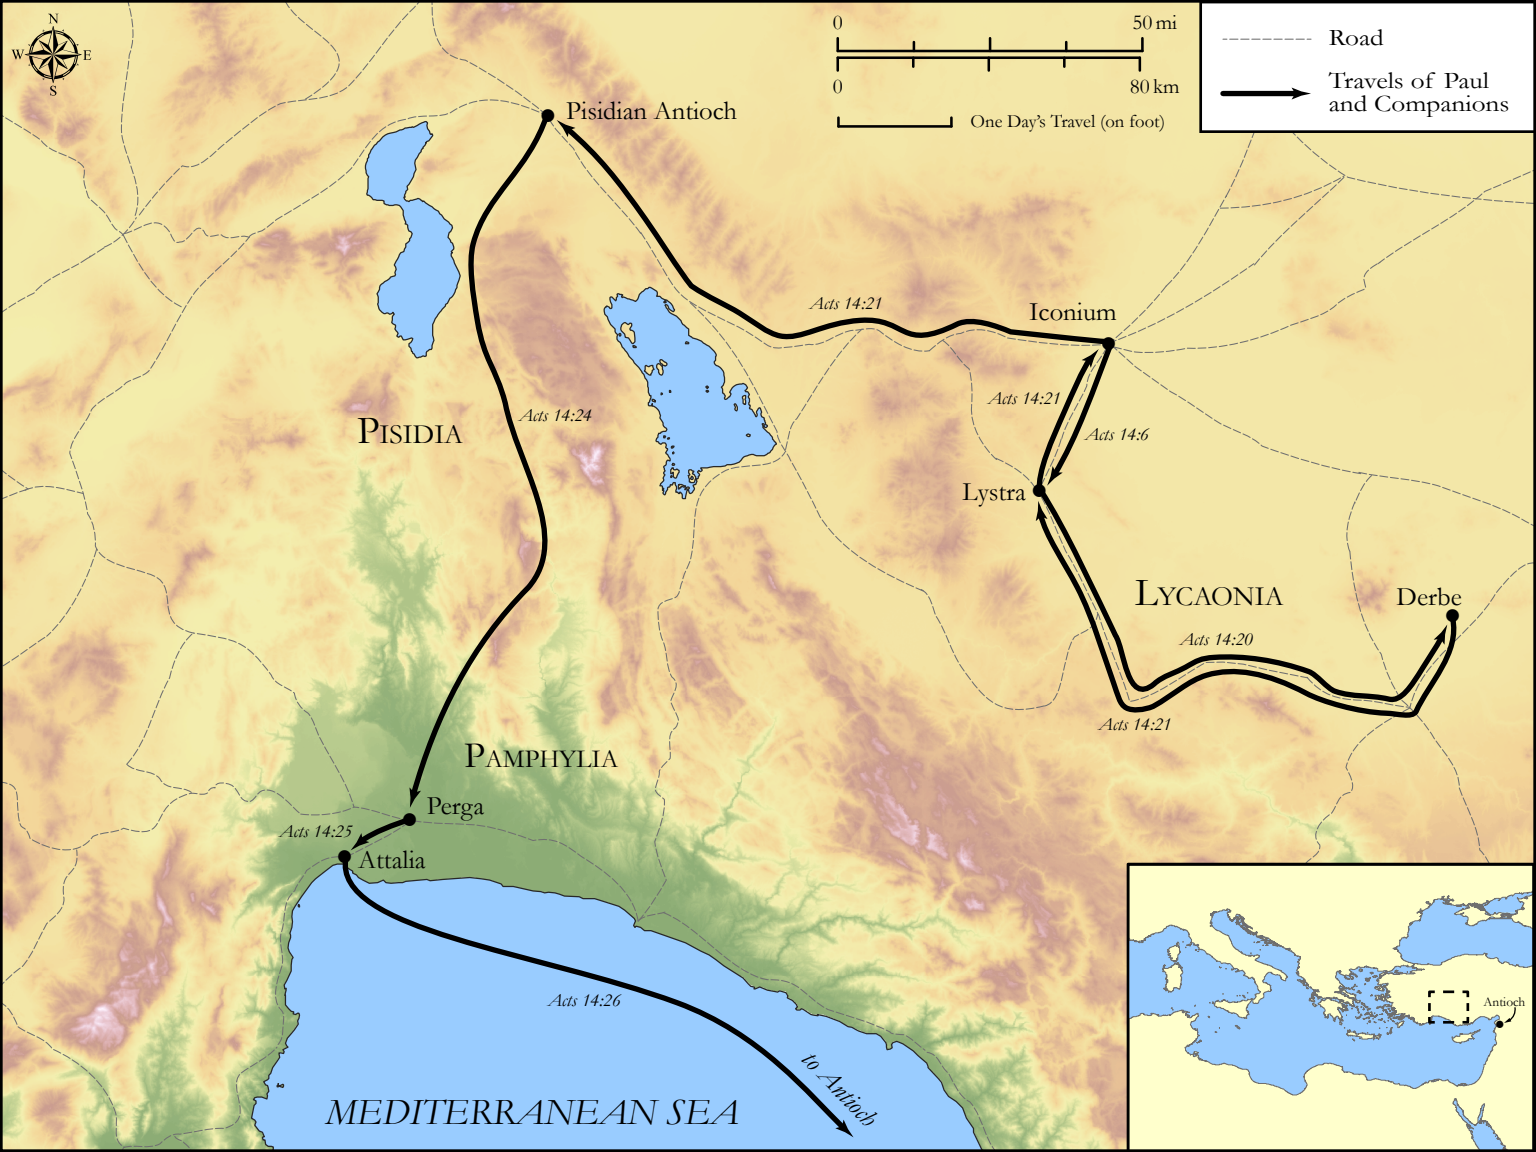 N
W E
S
0 50 mi
0 80 km
One Day's Travel (on foot)
Road
Travels of Paul
and Companions
Pisidian Antioch
Acts 14:21
Iconium
Acts 14:21
Acts 14:6
Acts 14:24
PISIDIA
Lystra
LYCAONIA
Derbe
Acts 14:20
Acts 14:21
PAMPHYLIA
Perga
Acts 14:25
Attalia
Acts 14:26
to Antioch
MEDITERRANEAN SEA
Antioch